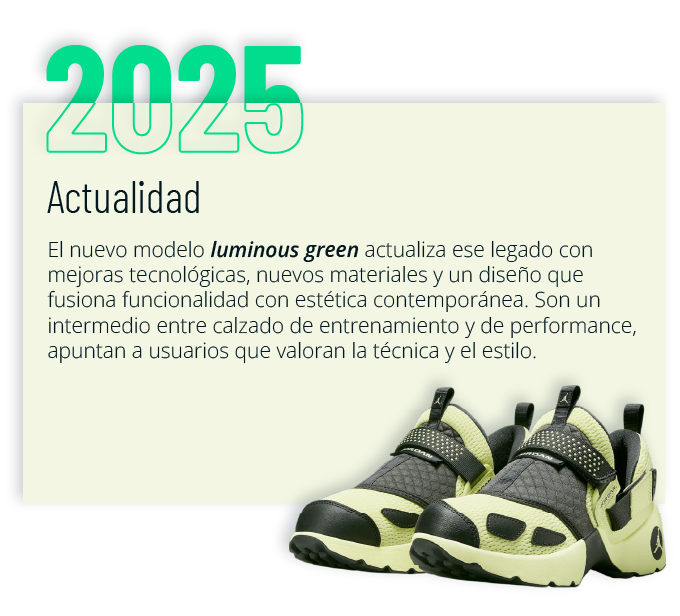 2025
Actualidad
El nuevo modelo luminous green actualiza ese legado con
mejoras tecnológicas, nuevos materiales y un diseño que
fusiona funcionalidad con estética contemporánea. Son un
intermedio entre calzado de entrenamiento y de performance,
apuntan a usuarios que valoran la técnica y el estilo.
JORDAN
JORDAN